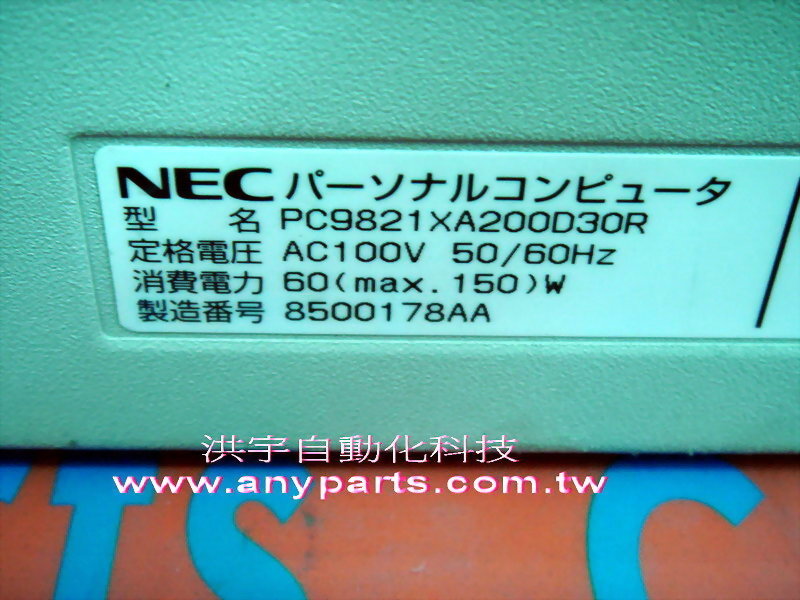 NEC パーソナルコンピュータ
型 名 PC9821XA200D30R
定格電圧 AC100V 50/60Hz
消費電力 60(max.150)W
製造番号 8500178AA
洪宇自動化科技
www.anyparts.com.tw